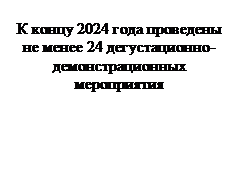 К концу 2024 года проведены
не менее 24 дегустационно-
демонстрационных
мероприятия